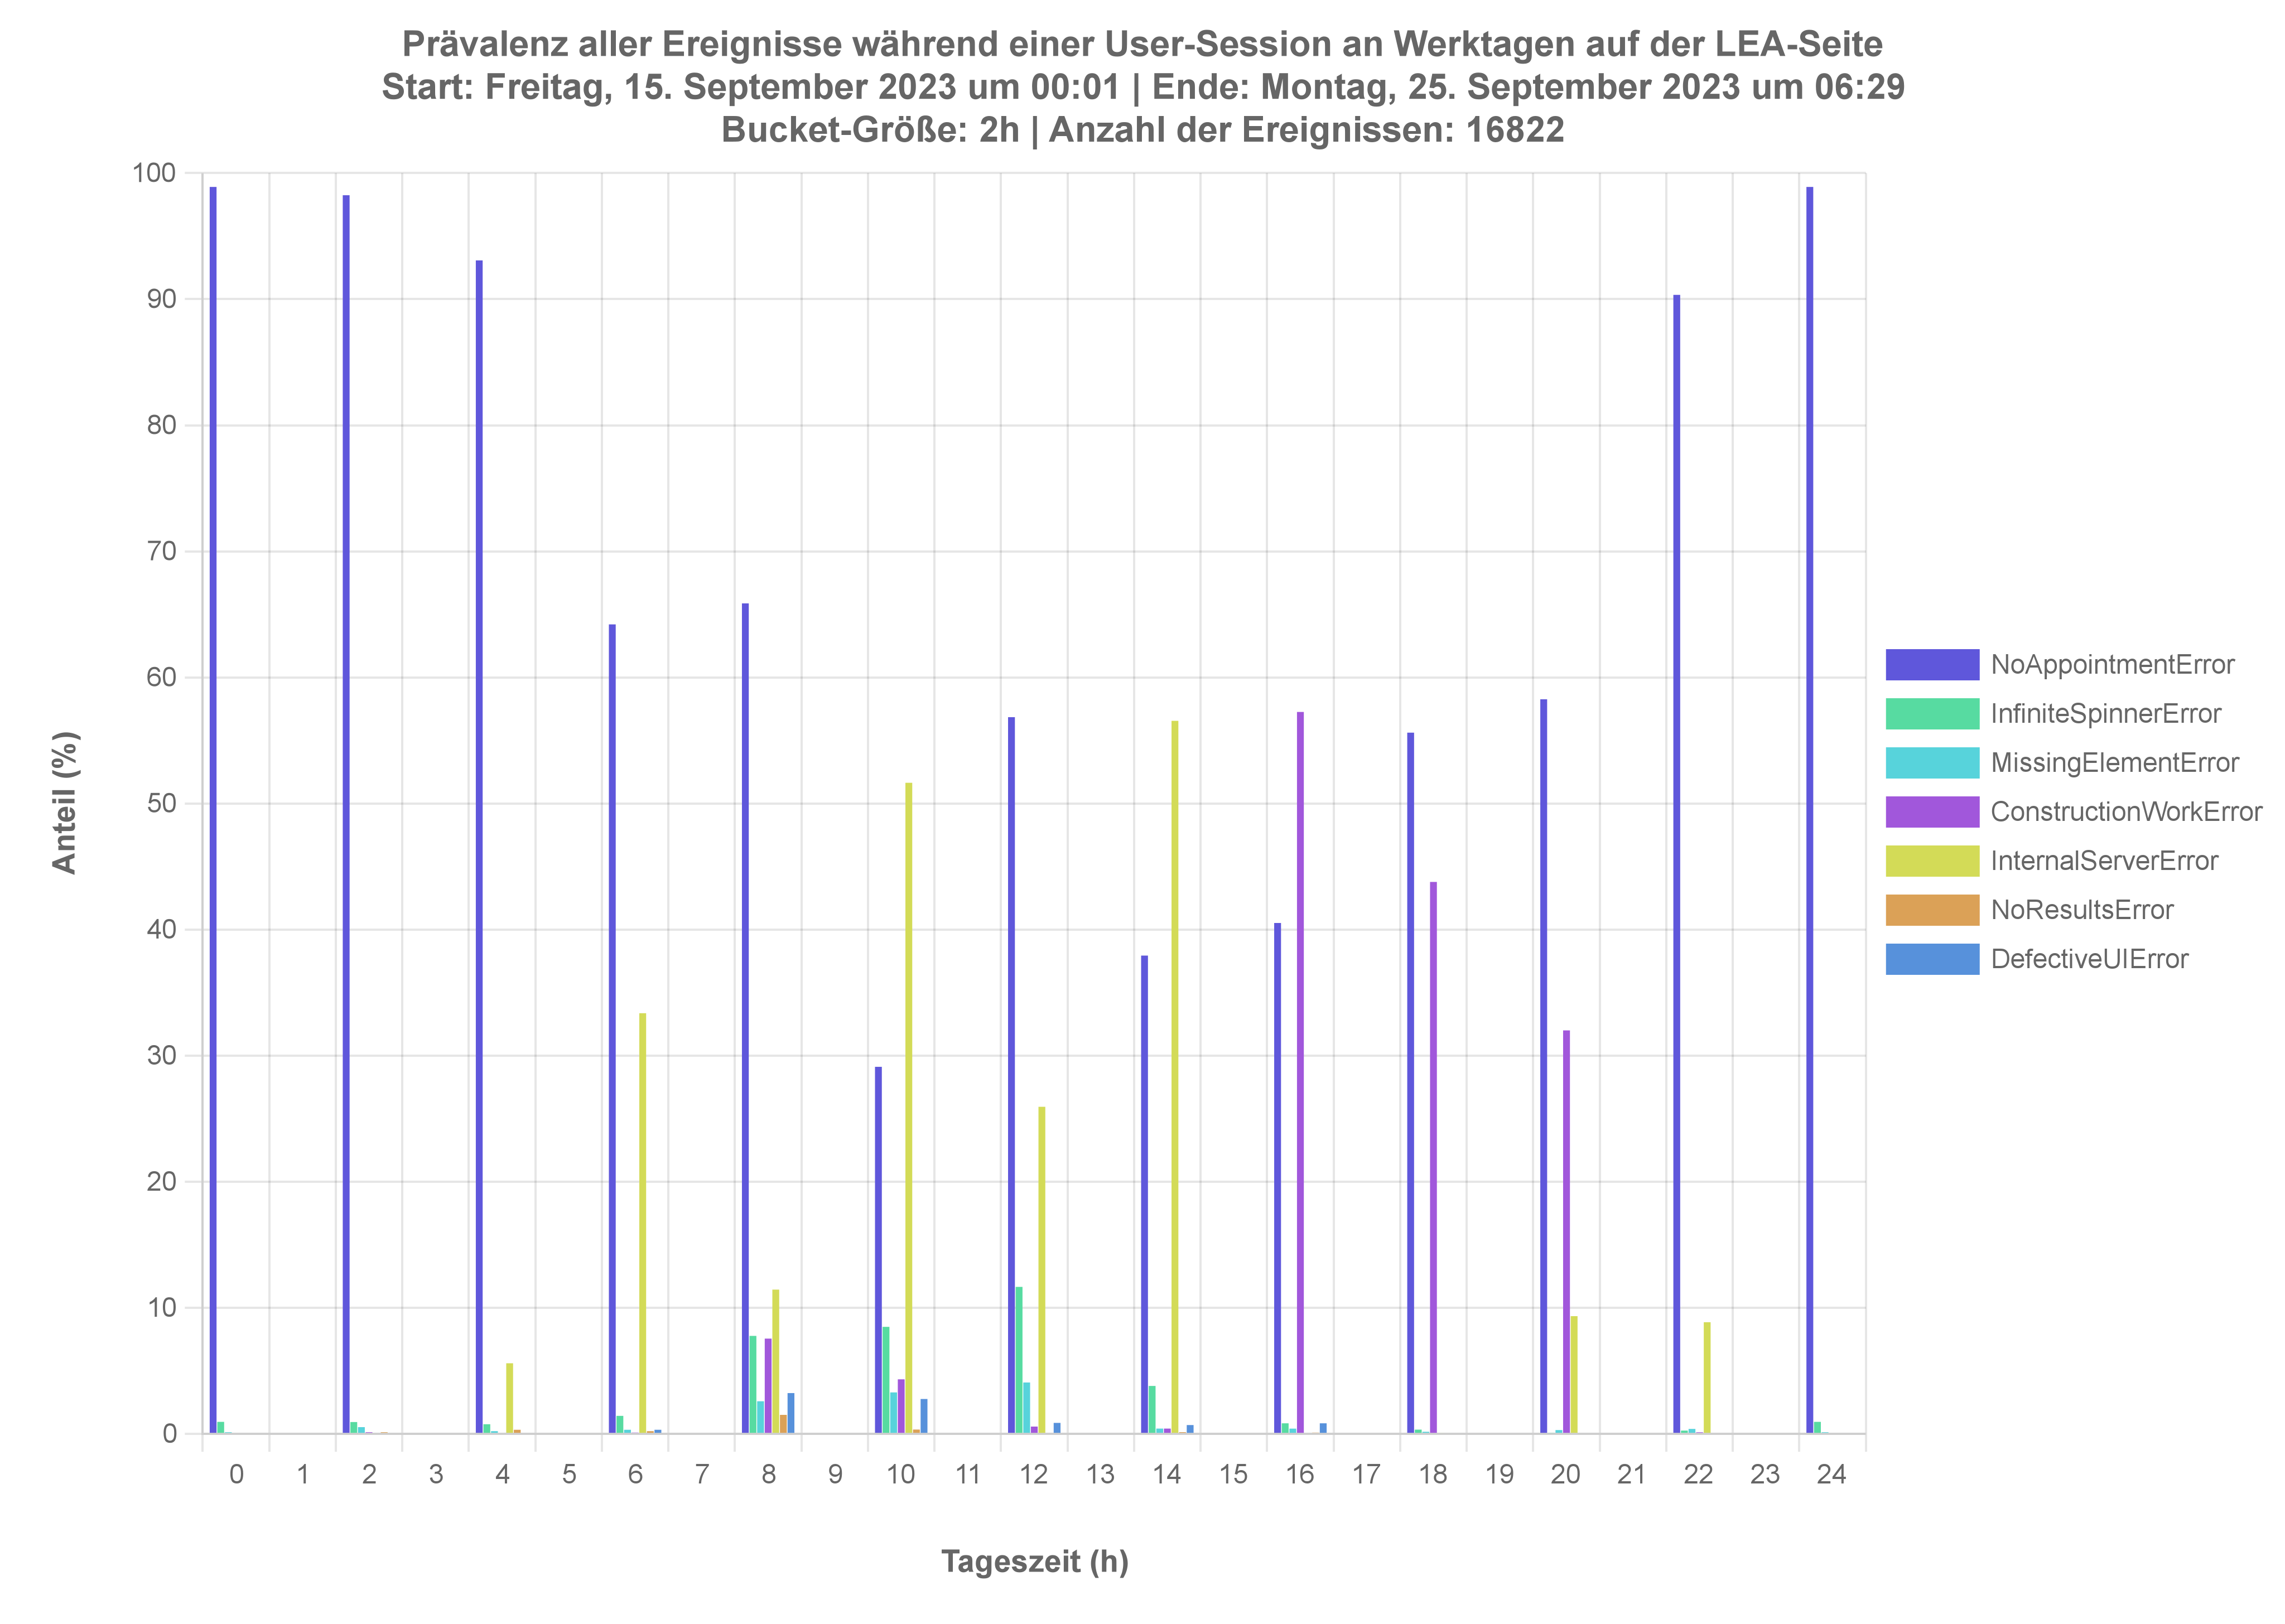 Prävalenz aller Ereignisse während einer User-Session an Werktagen auf der LEA-Seite
Start: Freitag, 15. September 2023 um 00:01 | Ende: Montag, 25. September 2023 um 06:29
Bucket-Größe: 2h | Anzahl der Ereignissen: 16822
Anteil (%)
100
90
80
70
60
50
40
30
20
10
0
0 1 2 3 4 5 6 7 8 9 10 11 12 13 14 15 16 17 18 19 20 21 22 23 24
Tageszeit (h)
NoAppointmentError
InfiniteSpinnerError
MissingElementError
ConstructionWorkError
InternalServerError
NoResultsError
DefectiveUIError